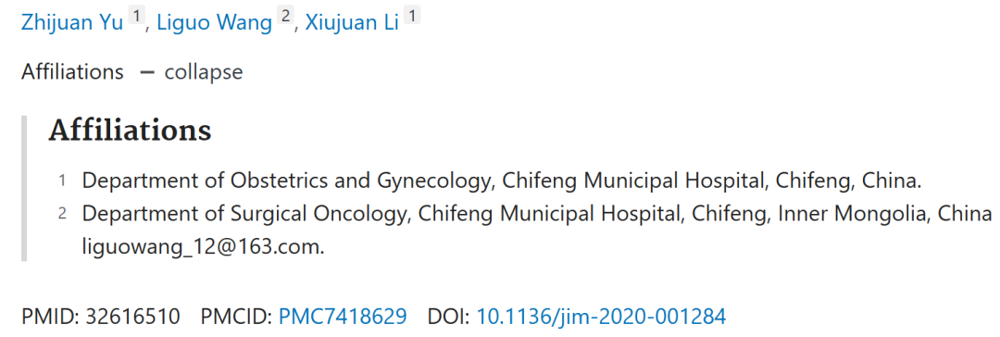 Zhijuan Yu 1, Liguo Wang 2, Xiujuan Li 1
Affiliations − collapse
Affiliations
1 Department of Obstetrics and Gynecology, Chifeng Municipal Hospital, Chifeng, China.
2 Department of Surgical Oncology, Chifeng Municipal Hospital, Chifeng, Inner Mongolia, China
liguowang_12@163.com.
PMID: 32616510 PMCID: PMC7418629 DOI: 10.1136/jim-2020-001284